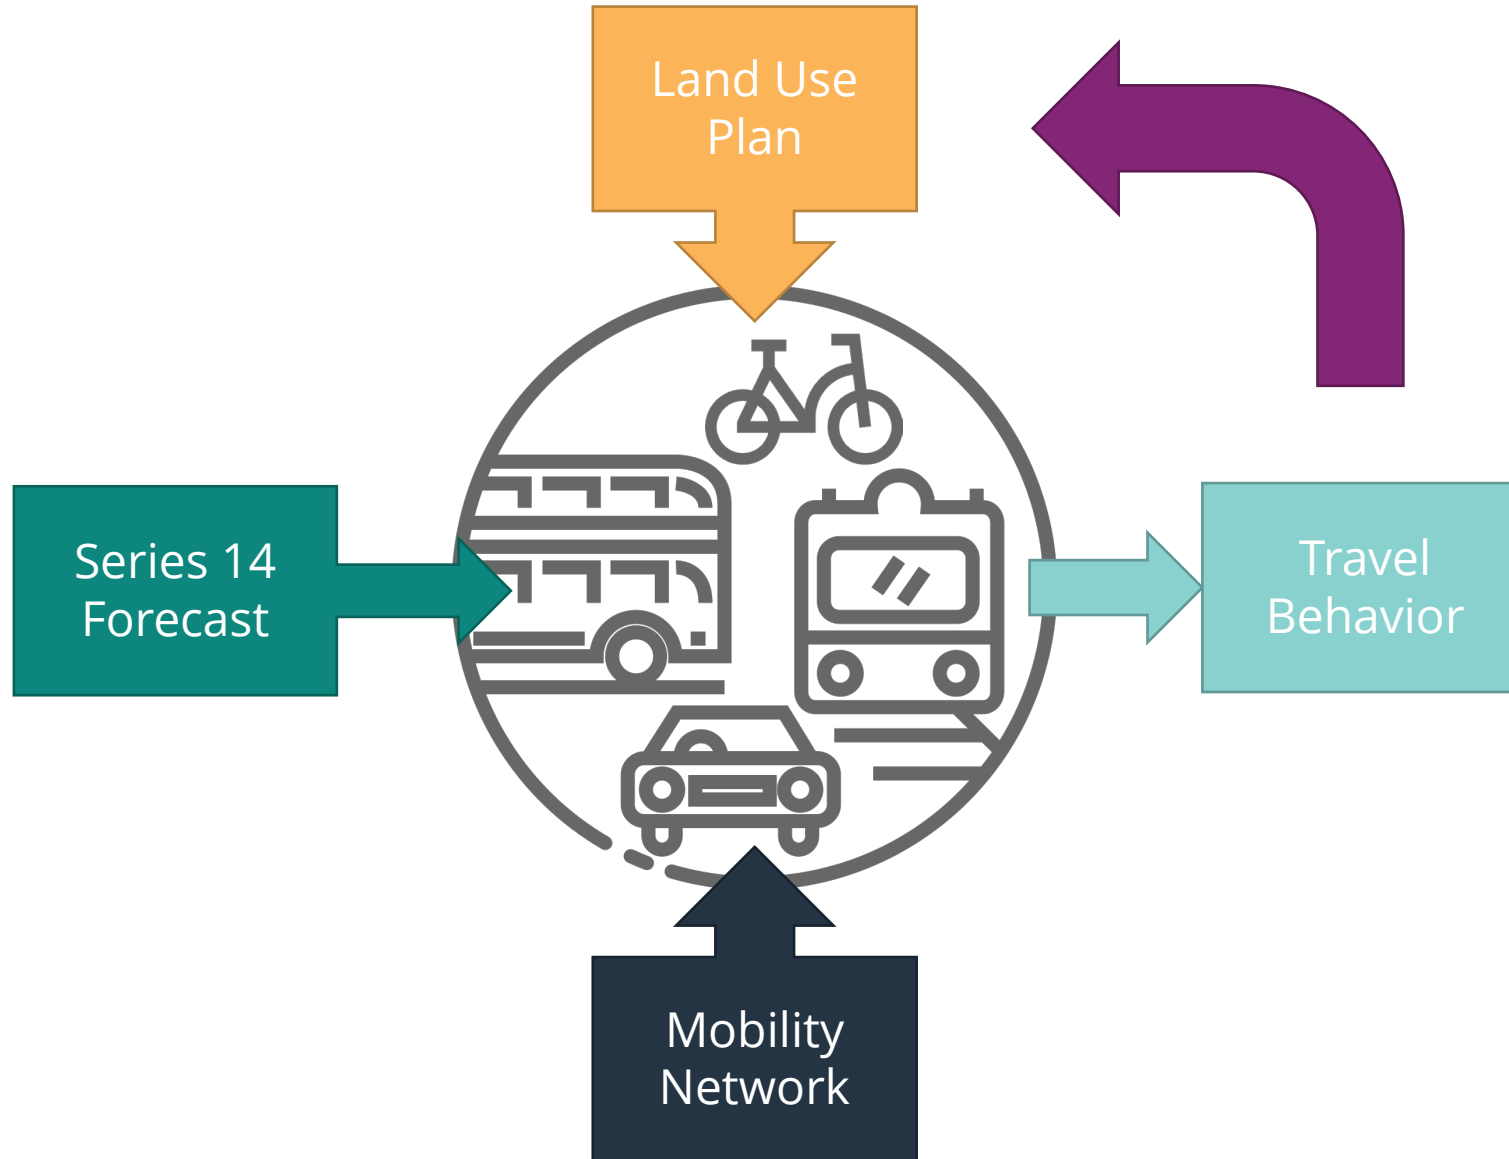 Land Use
Plan
Series 14
Forecast
Travel
Behavior
Mobility
Network